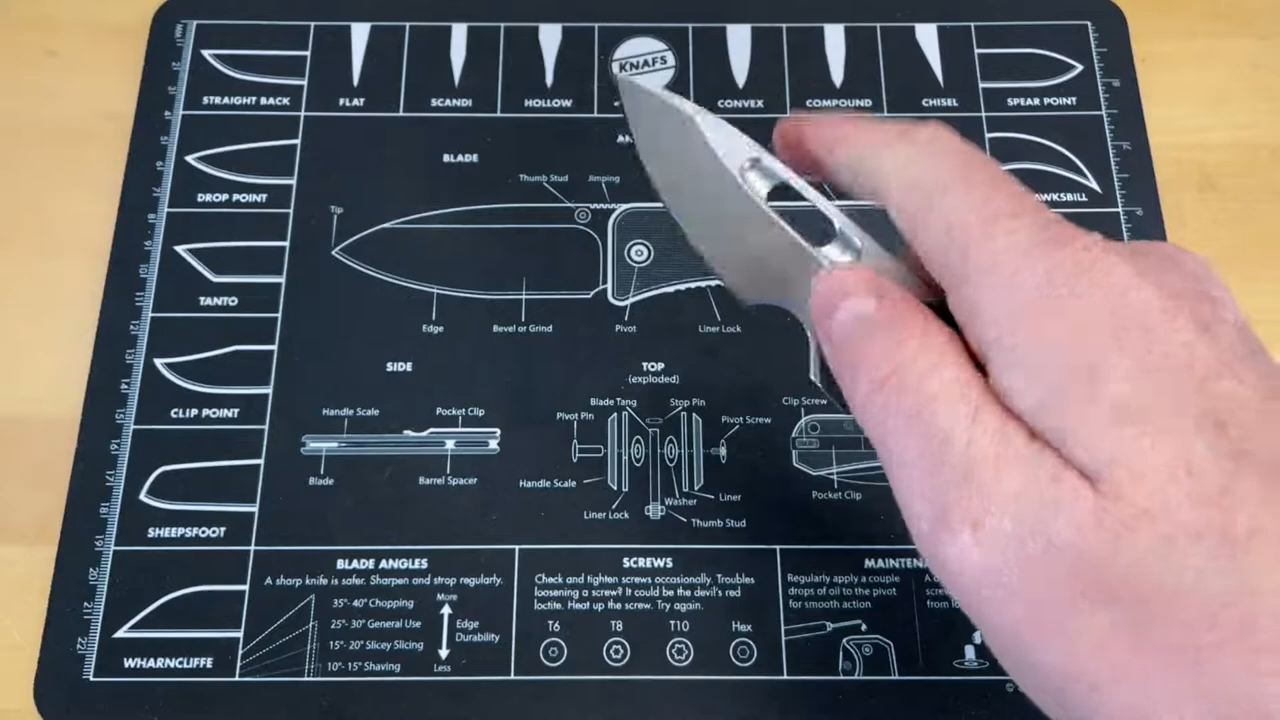 STRAIGHT BACK
FLAT
SCANDI
HOLLOW
KNAFS
CONVEX
COMPOUND
CHISEL
SPEAR POINT
DROP POINT
TANTO
CLIP POINT
SHEEPSFOOT
WHARNCLIFFE
BLADE
Thumb Stud
Jimping
Tip
Edge
Bevel or Grind
Pivot
Liner Lock
SIDE
Handle Scale
Pocket Clip
Blade
Barrel Spacer
TOP
(exploded)
Blade Tang
Stop Pin
Pivot Pin
Pivot Screw
Handle Scale
Liner Lock
Washer
Liner
Thumb Stud
Clip Screw
Pocket Clip
BLADE ANGLES
A sharp knife is safer. Sharpen and strop regularly.
35°- 40° Chopping
25°- 30° General Use
15°- 20° Slicey Slicing
10°- 15° Shaving
More
Edge
Durability
Less
SCREWS
Check and tighten screws occasionally. Troubles
loosening a screw? It could be the devil's red
loctite. Heat up the screw. Try again.
T6
T8
T10
Hex
Regularly apply a couple
drops of oil to the pivot
for smooth action